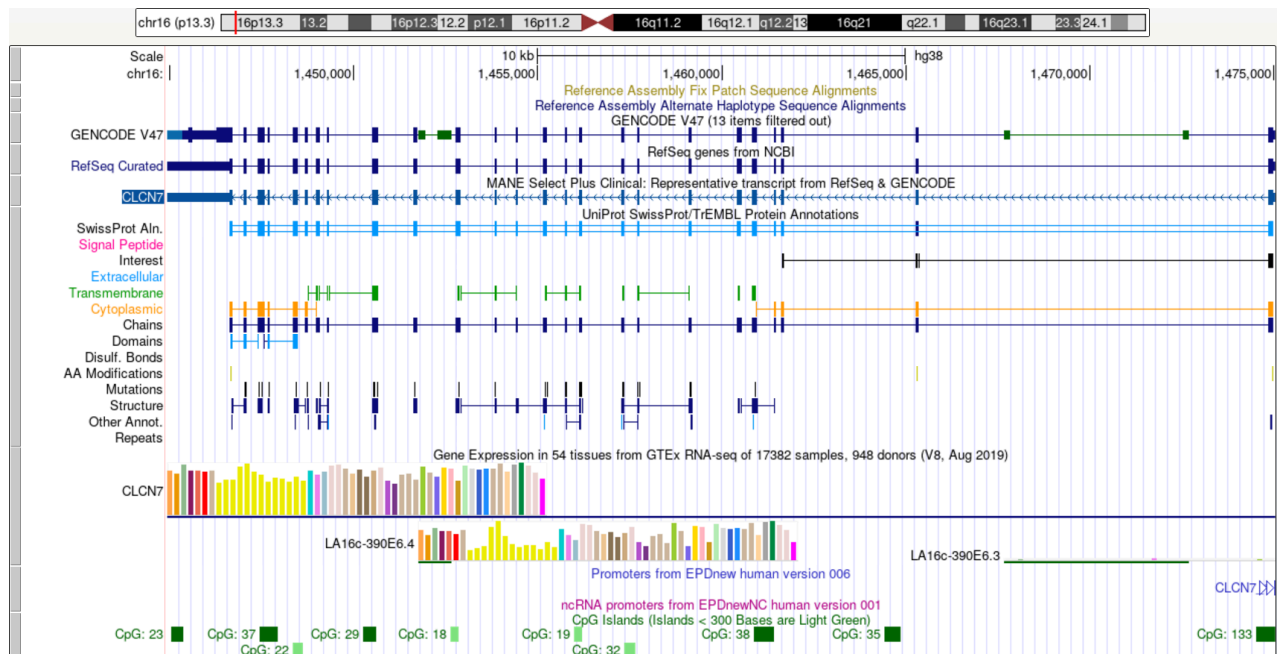 chr16 (p13.3) 16p13.3 13.2 16p12.3 12.2 p12.1 16p11.2 16q11.2 16q12.1 q12.2 13 16q21 q22.1 16q23.1 23.3 24.1
Scale 10 kb hg38
chr16: 1,450,000 1,455,000 1,460,000 1,465,000 1,470,000 1,475,000
Reference Assembly Fix Patch Sequence Alignments
Reference Assembly Alternate Haplotype Sequence Alignments
GENCODE V47 (13 items filtered out)
GENCODE V47
RefSeq genes from NCBI
RefSeq Curated
MANE Select Plus Clinical: Representative transcript from RefSeq & GENCODE
CLCN7
UniProt SwissProt/TrEMBL Protein Annotations
SwissProt Aln.
Signal Peptide
Interest
Extracellular
Transmembrane
Cytoplasmic
Chains
Domains
Disulf. Bonds
AA Modifications
Mutations
Structure
Other Annot.
Repeats
Gene Expression in 54 tissues from GTEx RNA-seq of 17382 samples, 948 donors (V8, Aug 2019)
CLCN7
LA16c-390E6.4
LA16c-390E6.3
Promoters from EPDnew human version 006
CLCN7
ncRNA promoters from EPDnewNC human version 001
CpG Islands (Islands < 300 Bases are Light Green)
CpG: 23 CpG: 37 CpG: 29 CpG: 18 CpG: 19 CpG: 38 CpG: 35 CpG: 133
CpG: 22 CpG: 32